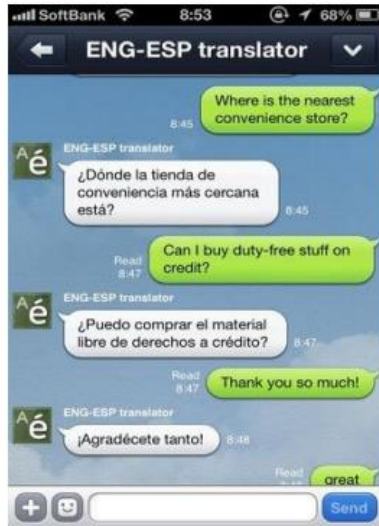 SoftBank 8:53 68%
ENG-ESP translator
Where is the nearest
convenience store?
8:45
ENG-ESP translator
¿Dónde la tienda de
conveniencia más cercana
está?
8:45
Can I buy duty-free stuff on
credit?
Read
8:47
ENG-ESP translator
¿Puedo comprar el material
libre de derechos a crédito?
8:47
Thank you so much!
Read
8:47
ENG-ESP translator
¡Agradécete tanto!
8:48
great
Read
Send